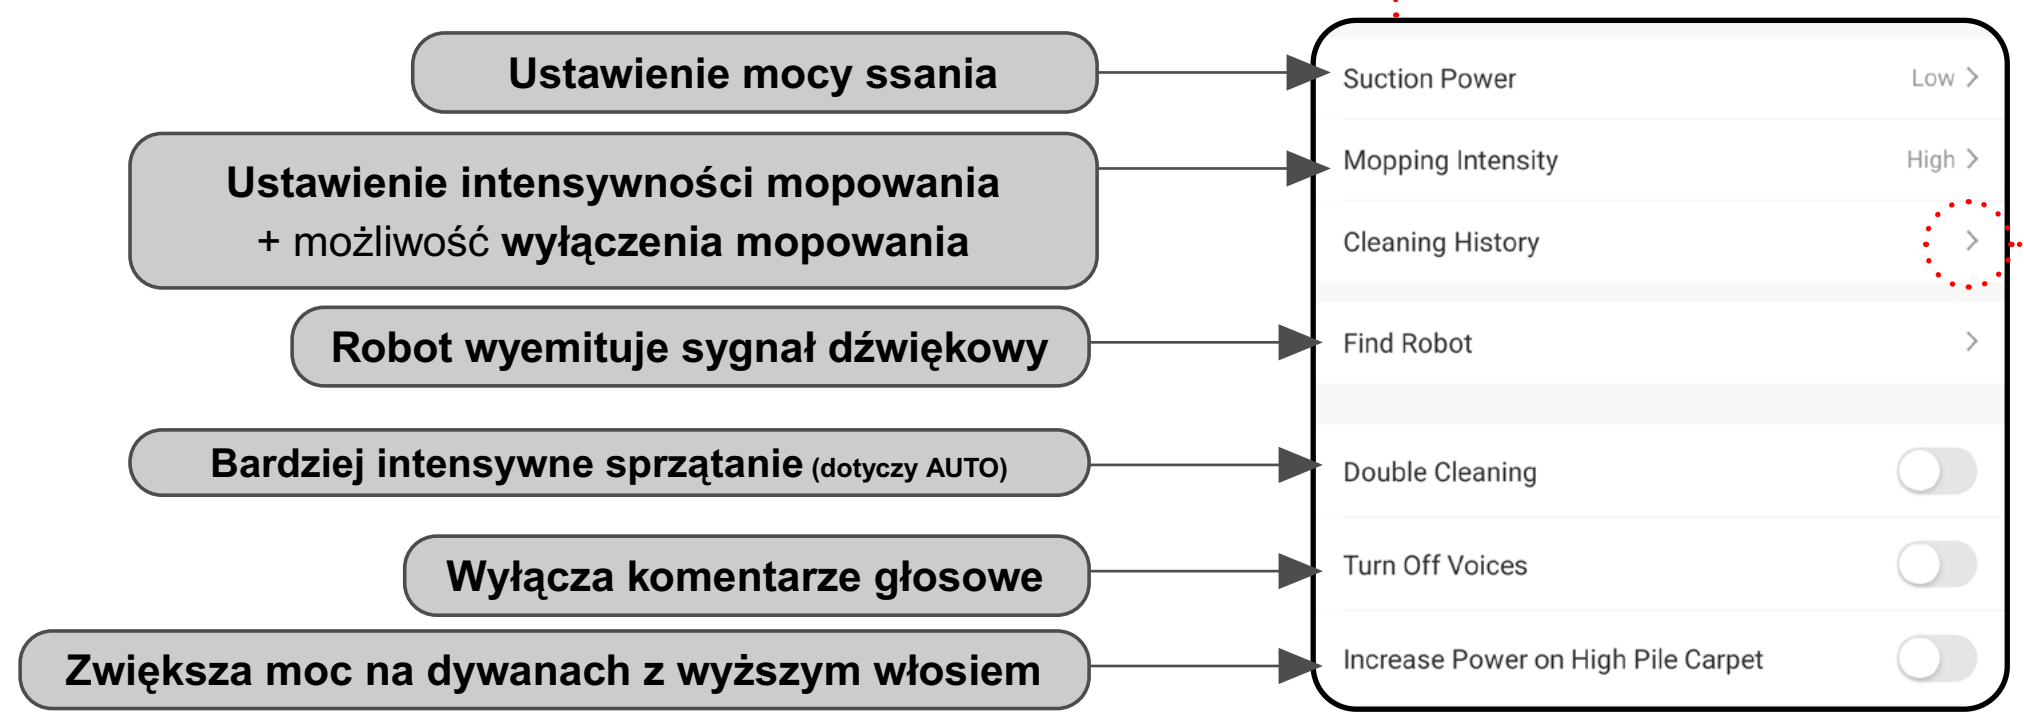 Ustawienie mocy ssania
Suction Power
Low
Ustawienie intensywności mopowania
+ możliwość wyłączenia mopowania
Mopping Intensity
High
Cleaning History
Robot wyemituje sygnał dźwiękowy
Find Robot
Bardziej intensywne sprzątanie (dotyczy AUTO)
Double Cleaning
Wyłącza komentarze głosowe
Turn Off Voices
Zwiększa moc na dywanach z wyższym włosiem
Increase Power on High Pile Carpet